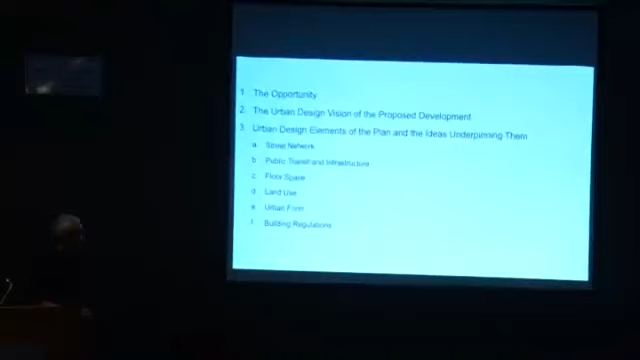 1 The Opportunity
2. The Urban Design Vision of the Proposed Development
3 Urban Design Elements of the Plan and the Ideas Underpinning Them
a Street Network
b Public Transit and Infrastructure
c Floor Space
d Land Use
e Urban Form
f Building Regulations